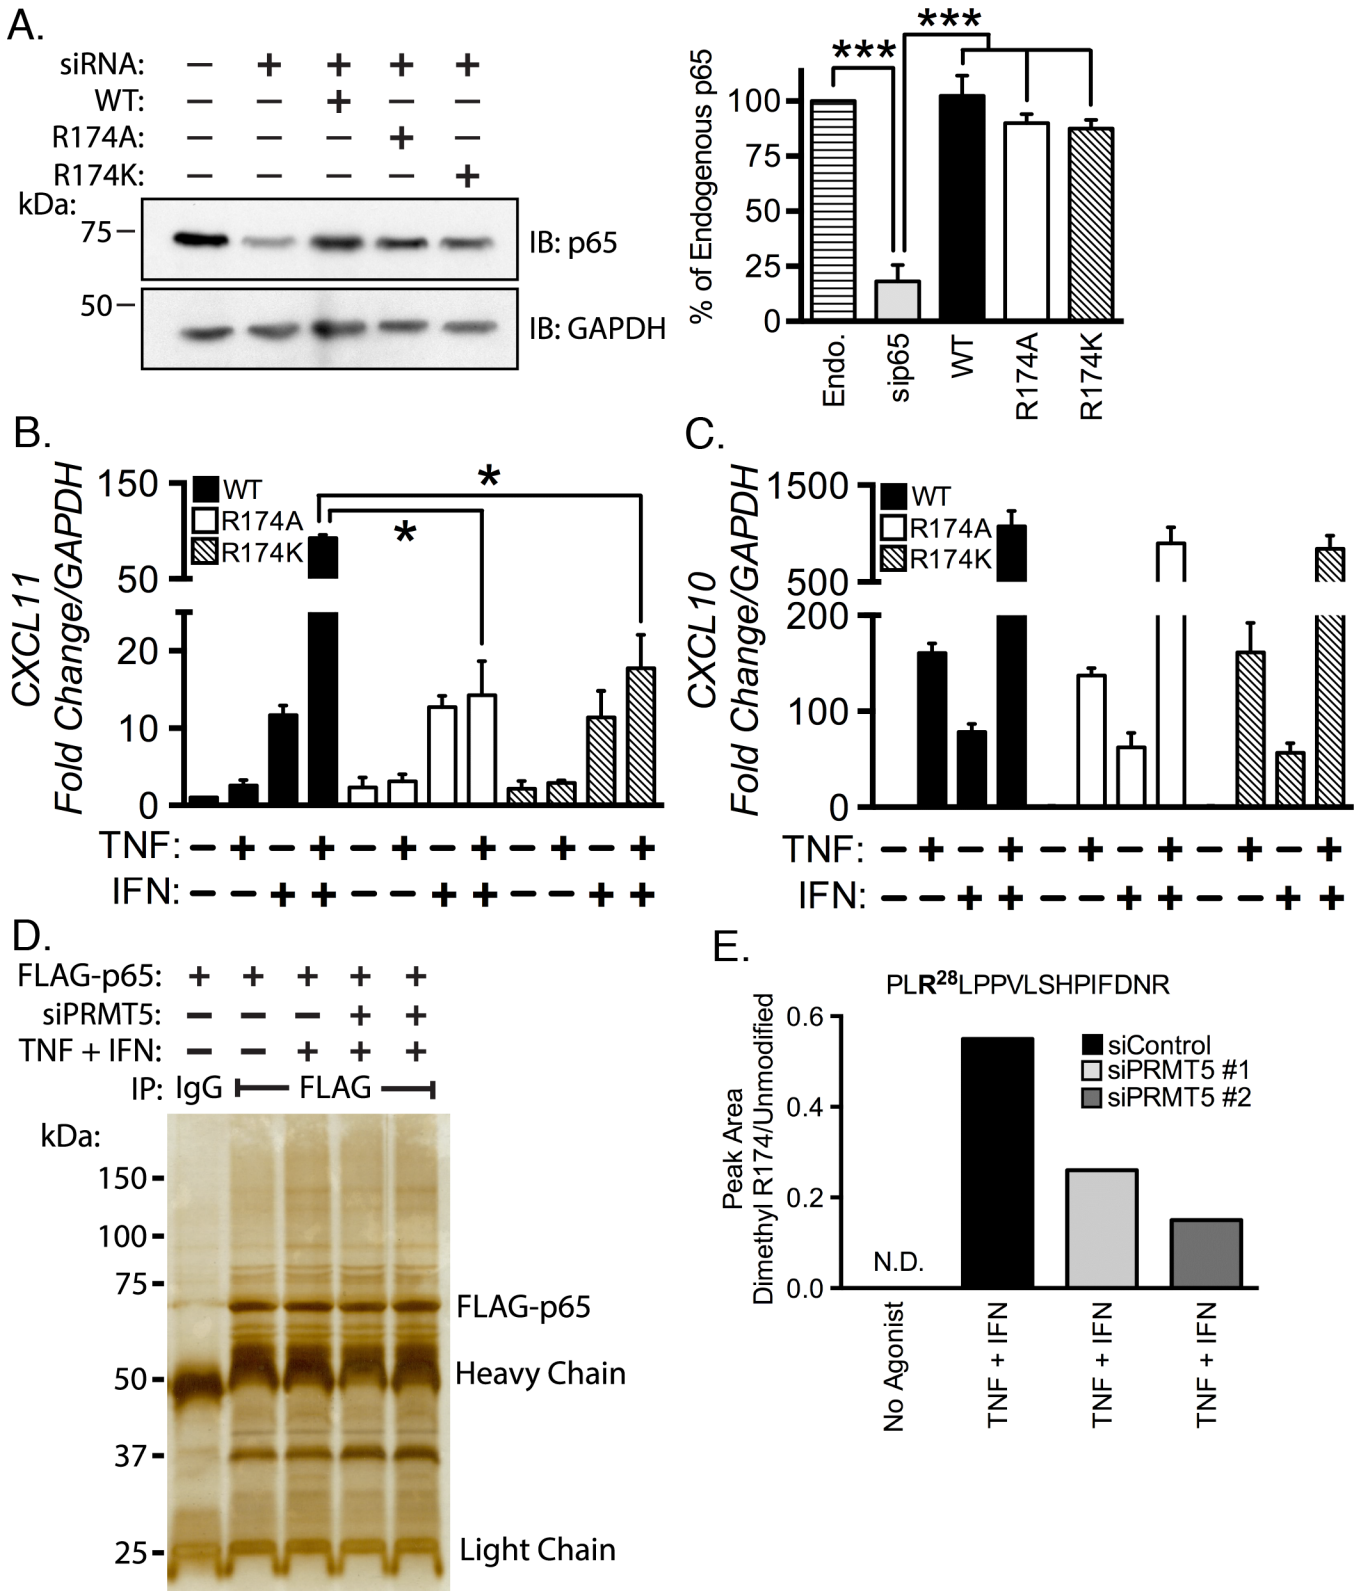 A.
siRNA: – + + + +
WT: – – + – –
R174A: – – – + –
R174K: – – – – +
kDa:
75
IB: p65
50
IB: GAPDH
% of Endogenous p65
100
75
50
25
0
***
***
Endo.
sip65
WT
R174A
R174K
B.
CXCL11
Fold Change/GAPDH
150
50
20
10
0
WT
R174A
R174K
*
*
TNF: – + – + – + – + – + – +
IFN: – – + + – – + + – – + +
C.
CXCL10
Fold Change/GAPDH
1500
500
200
100
0
WT
R174A
R174K
TNF: – + – + – + – + – + – +
IFN: – – + + – – + + – – + +
D.
FLAG-p65: + + + + +
siPRMT5: – – – + +
TNF + IFN: – – + + +
IP: IgG FLAG
kDa:
150
100
75
50
37
25
FLAG-p65
Heavy Chain
Light Chain
E.
PLR²⁸LPPVLSHPIFDNR
Peak Area
Dimethyl R174/Unmodified
0.6
0.4
0.2
0.0
siControl
siPRMT5 #1
siPRMT5 #2
N.D.
No Agonist
TNF + IFN
TNF + IFN
TNF + IFN